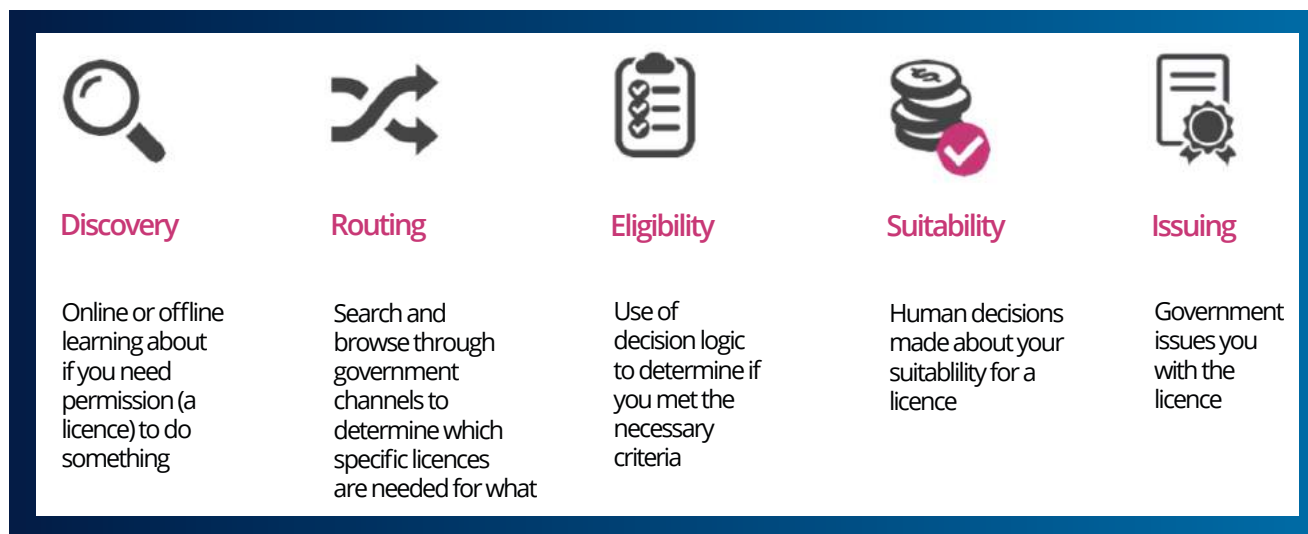 Discovery
Online or offline
learning about
if you need
permission (a
licence) to do
something
Routing
Search and
browse through
government
channels to
determine which
specific licences
are needed for what
Eligibility
Use of
decision logic
to determine if
you met the
necessary
criteria
Suitability
Human decisions
made about your
suitablility for a
licence
Issuing
Government
issues you
with the
licence